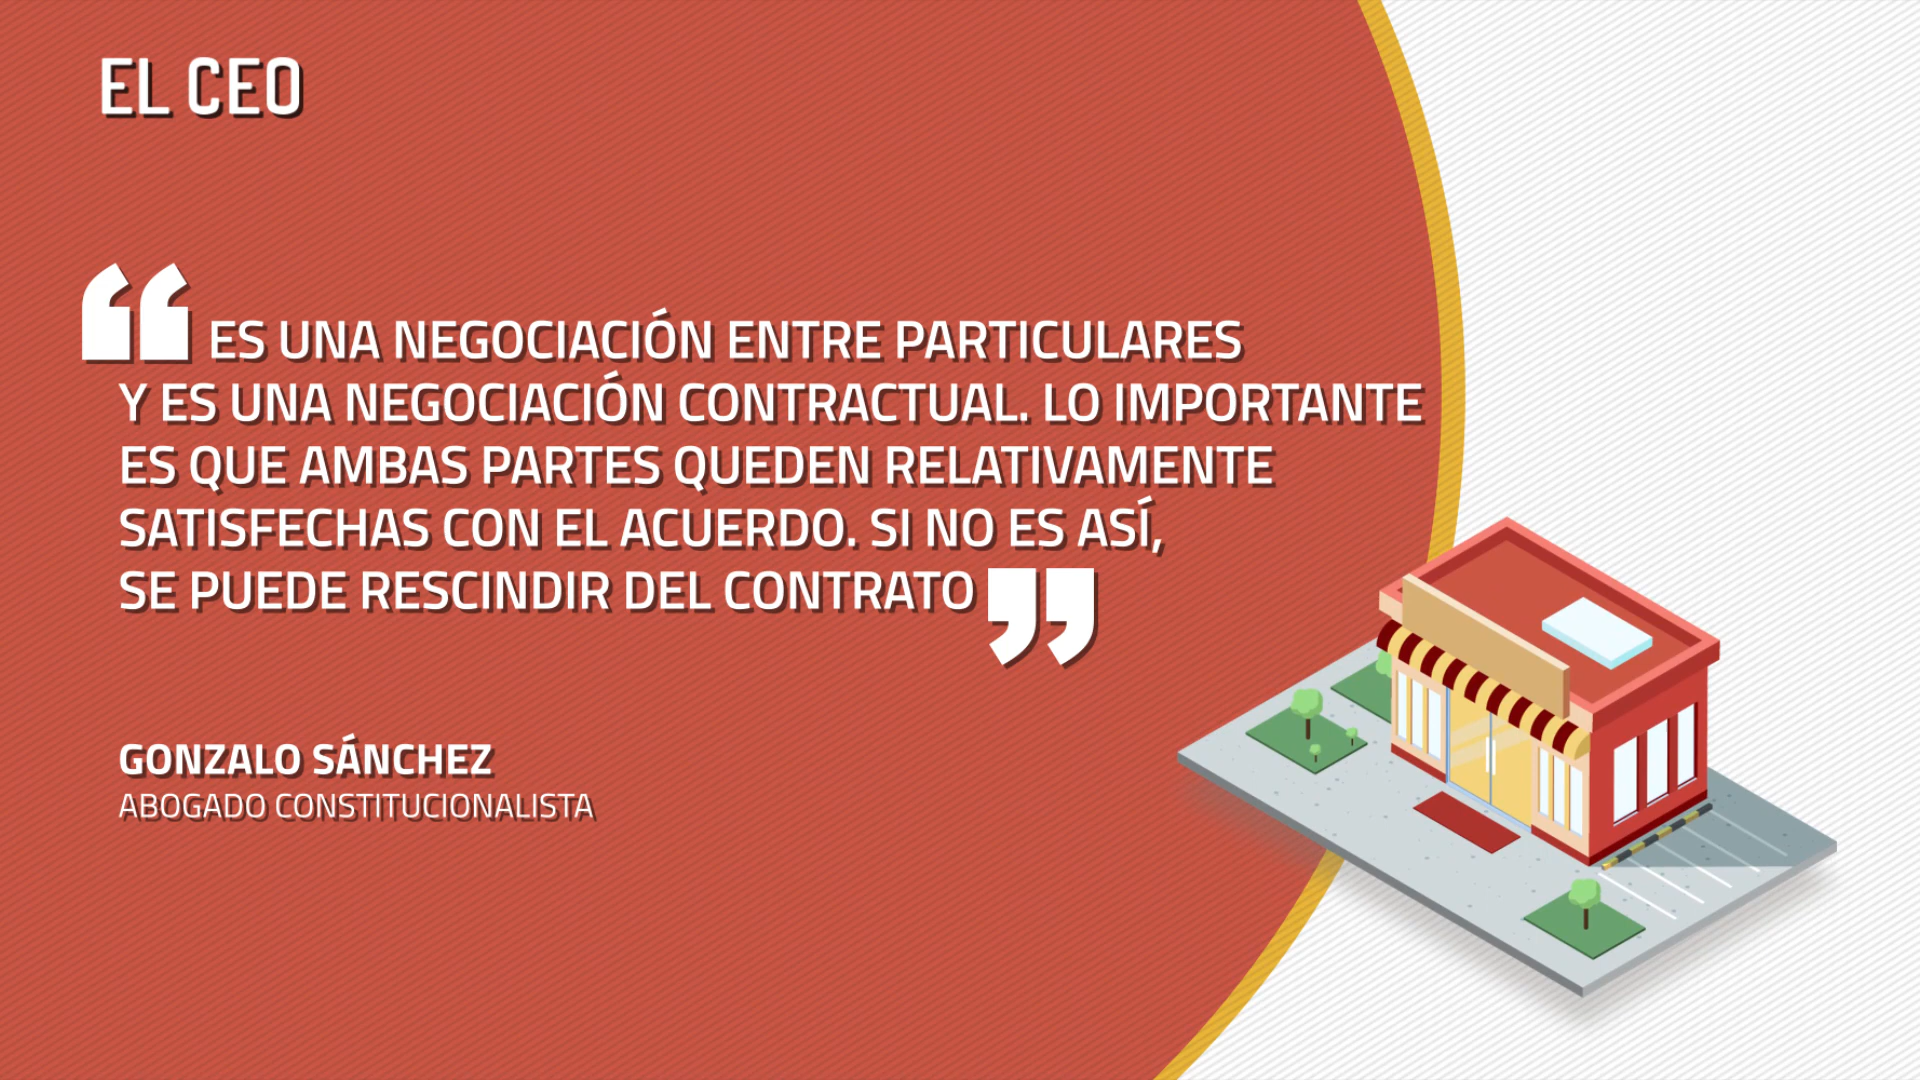 EL CEO
“ ES UNA NEGOCIACIÓN ENTRE PARTICULARES
Y ES UNA NEGOCIACIÓN CONTRACTUAL. LO IMPORTANTE
ES QUE AMBAS PARTES QUEDEN RELATIVAMENTE
SATISFECHAS CON EL ACUERDO. SI NO ES ASÍ,
SE PUEDE RESCINDIR DEL CONTRATO ”
GONZALO SÁNCHEZ
ABOGADO CONSTITUCIONALISTA